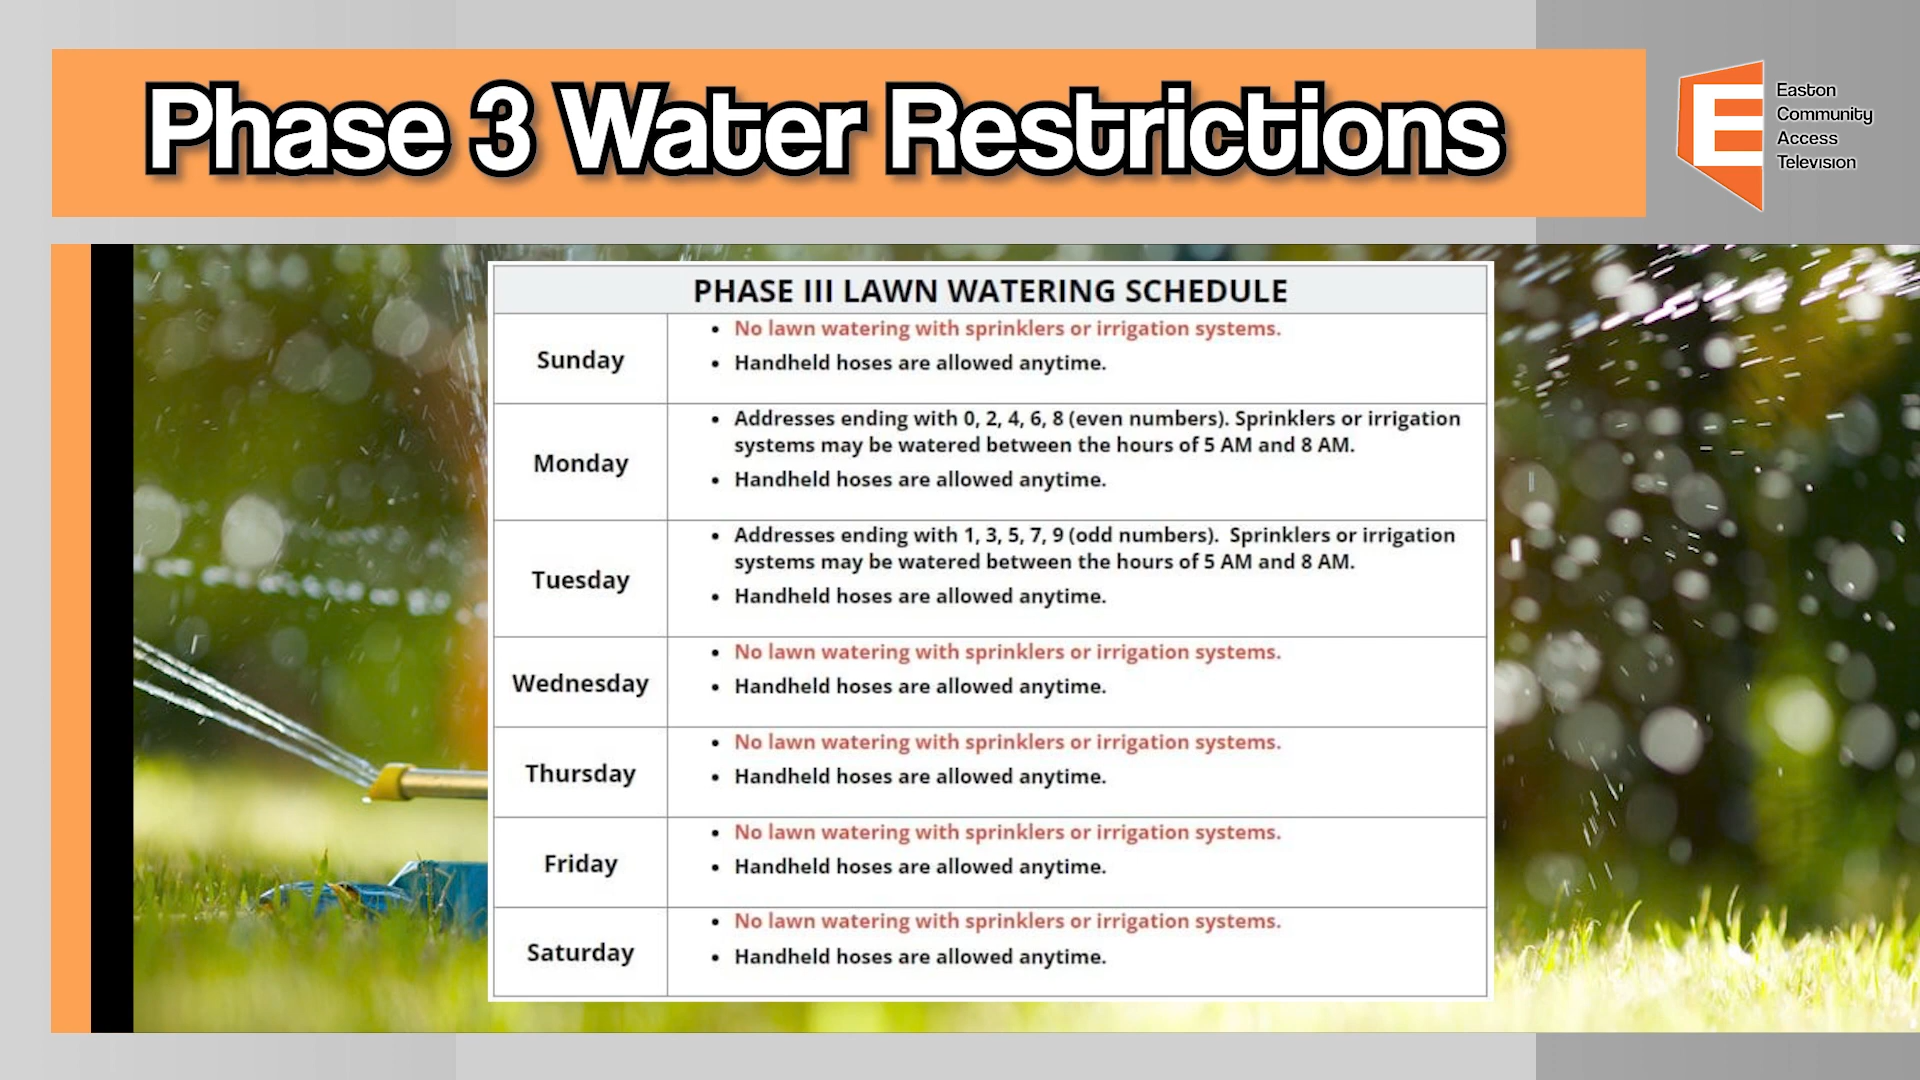 Phase 3 Water Restrictions
Easton
Community
Access
Television
PHASE III LAWN WATERING SCHEDULE
Sunday
• No lawn watering with sprinklers or irrigation systems.
• Handheld hoses are allowed anytime.
Monday
• Addresses ending with 0, 2, 4, 6, 8 (even numbers). Sprinklers or irrigation
systems may be watered between the hours of 5 AM and 8 AM.
• Handheld hoses are allowed anytime.
Tuesday
• Addresses ending with 1, 3, 5, 7, 9 (odd numbers).  Sprinklers or irrigation
systems may be watered between the hours of 5 AM and 8 AM.
• Handheld hoses are allowed anytime.
Wednesday
• No lawn watering with sprinklers or irrigation systems.
• Handheld hoses are allowed anytime.
Thursday
• No lawn watering with sprinklers or irrigation systems.
• Handheld hoses are allowed anytime.
Friday
• No lawn watering with sprinklers or irrigation systems.
• Handheld hoses are allowed anytime.
Saturday
• No lawn watering with sprinklers or irrigation systems.
• Handheld hoses are allowed anytime.